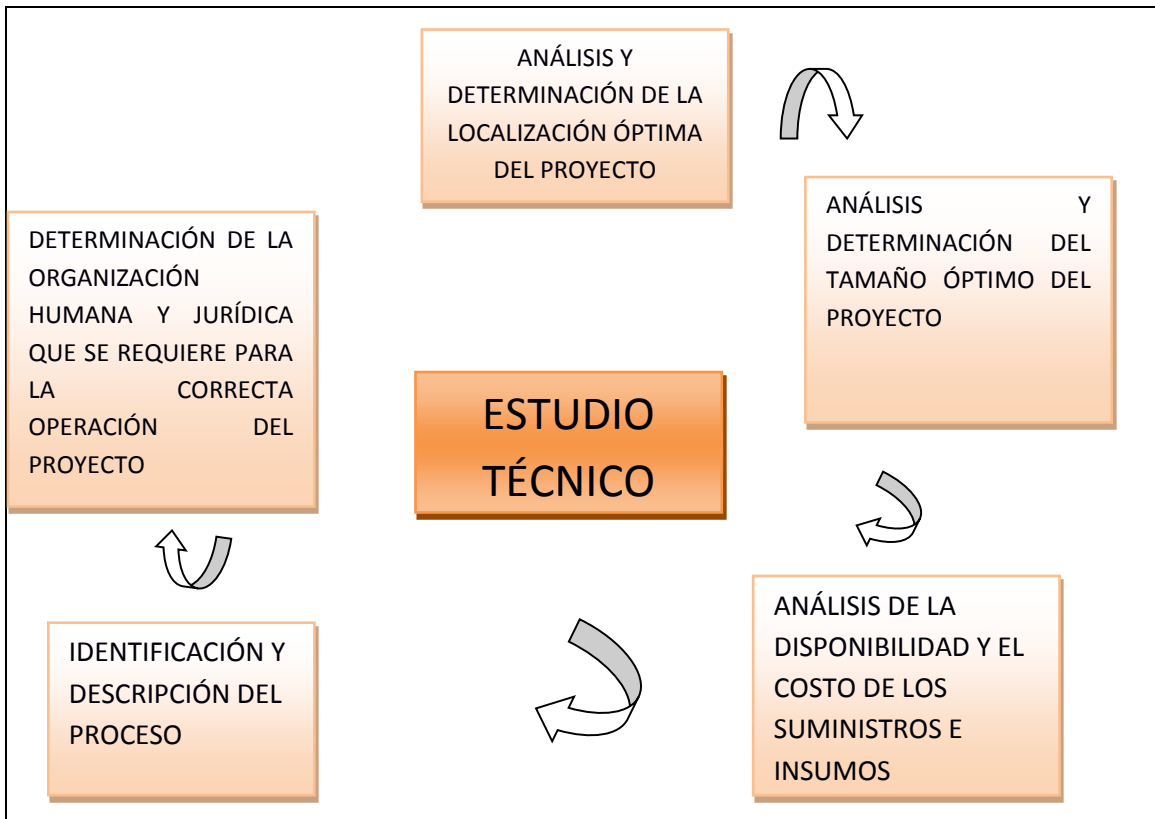 ANÁLISIS Y
DETERMINACIÓN DE LA
LOCALIZACIÓN ÓPTIMA
DEL PROYECTO
ANÁLISIS Y
DETERMINACIÓN DEL
TAMAÑO ÓPTIMO DEL
PROYECTO
ANÁLISIS DE LA
DISPONIBILIDAD Y EL
COSTO DE LOS
SUMINISTROS E
INSUMOS
IDENTIFICACIÓN Y
DESCRIPCIÓN DEL
PROCESO
DETERMINACIÓN DE LA
ORGANIZACIÓN
HUMANA Y JURÍDICA
QUE SE REQUIERE PARA
LA CORRECTA
OPERACIÓN DEL
PROYECTO
ESTUDIO
TÉCNICO